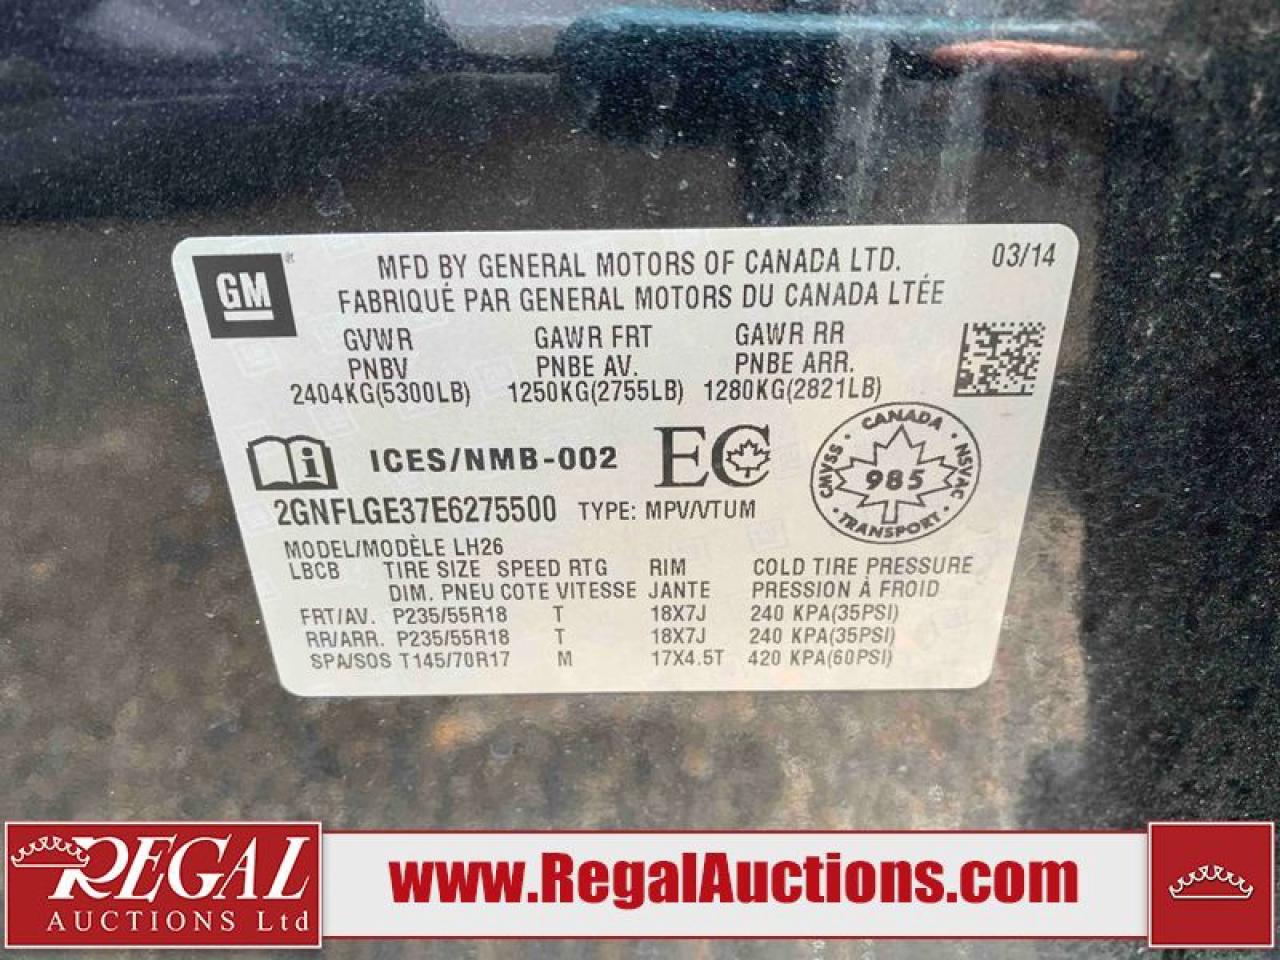 GM
MFD BY GENERAL MOTORS OF CANADA LTD.
03/14
FABRIQUÉ PAR GENERAL MOTORS DU CANADA LTÉE
GVWR GAWR FRT GAWR RR
PNBV PNBE AV. PNBE ARR.
2404KG(5300LB) 1250KG(2755LB) 1280KG(2821LB)
i ICES/NMB-002 EC
CANADA
CMVSS 985 NSVAC
TRANSPORT
2GNFLGE37E6275500 TYPE: MPV/VTUM
MODEL/MODÈLE LH26
LBCB TIRE SIZE SPEED RTG RIM COLD TIRE PRESSURE
DIM. PNEU COTE VITESSE JANTE PRESSION À FROID
FRT/AV. P235/55R18 T 18X7J 240 KPA(35PSI)
RR/ARR. P235/55R18 T 18X7J 240 KPA(35PSI)
SPA/SOS T145/70R17 M 17X4.5T 420 KPA(60PSI)
REGAL
AUCTIONS Ltd
www.RegalAuctions.com